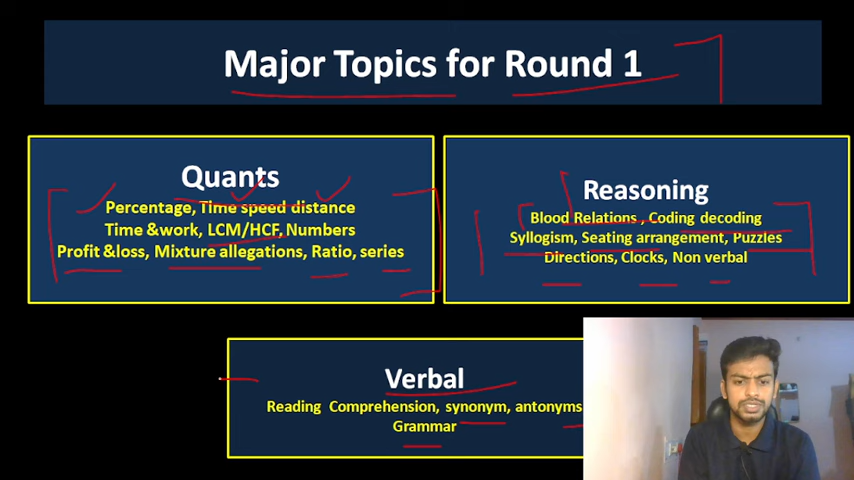 Major Topics for Round 1
Quants
Percentage, Time speed distance
Time &work, LCM/HCF, Numbers
Profit &loss, Mixture allegations, Ratio, series
Reasoning
Blood Relations , Coding decoding
Syllogism, Seating arrangement, Puzzles
Directions, Clocks, Non verbal
Verbal
Reading Comprehension, synonym, antonyms
Grammar